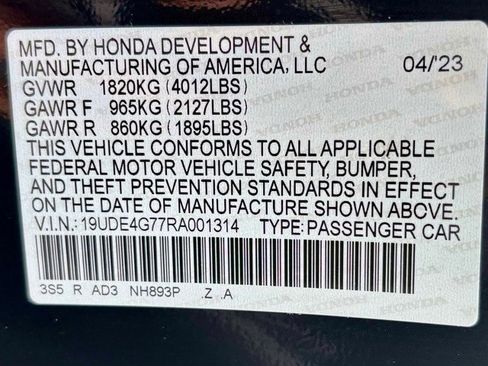 MFD. BY HONDA DEVELOPMENT &
MANUFACTURING OF AMERICA, LLC 04/'23
GVWR 1820KG (4012LBS)
GAWR F 965KG (2127LBS)
GAWR R 860KG (1895LBS)
THIS VEHICLE CONFORMS TO ALL APPLICABLE
FEDERAL MOTOR VEHICLE SAFETY, BUMPER,
AND THEFT PREVENTION STANDARDS IN EFFECT
ON THE DATE OF MANUFACTURE SHOWN ABOVE.
V.I.N.: 19UDE4G77RA001314 TYPE: PASSENGER CAR
3S5 R AD3 NH893P .Z .A